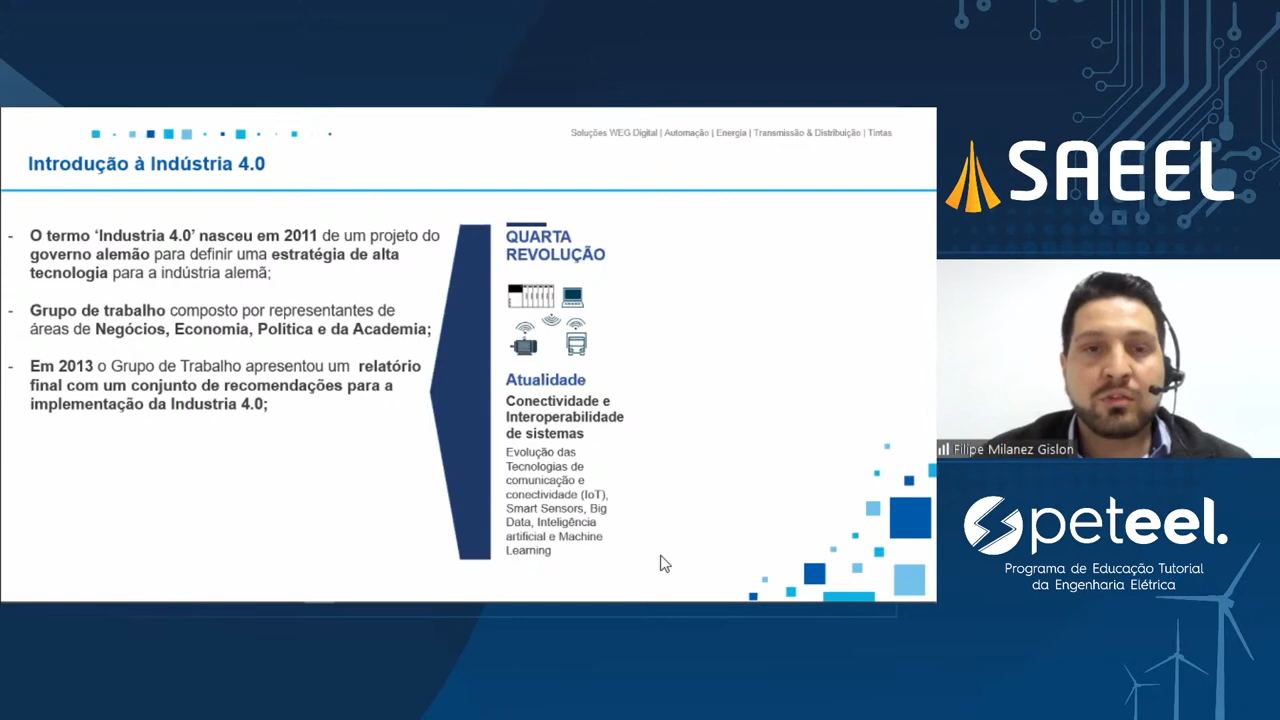 Soluções WEG Digital | Automação | Energia | Transmissão & Distribuição | Tintas
Introdução à Indústria 4.0
- O termo ‘Industria 4.0’ nasceu em 2011 de um projeto do
governo alemão para definir uma estratégia de alta
tecnologia para a indústria alemã;
- Grupo de trabalho composto por representantes de
áreas de Negócios, Economia, Política e da Academia;
- Em 2013 o Grupo de Trabalho apresentou um relatório
final com um conjunto de recomendações para a
implementação da Industria 4.0;
QUARTA
REVOLUÇÃO
Atualidade
Conectividade e
Interoperabilidade
de sistemas
Evolução das
Tecnologias de
comunicação e
conectividade (IoT),
Smart Sensors, Big
Data, Inteligência
artificial e Machine
Learning
SAEEL
Filipe Milanez Gislon
peteel.
Programa de Educação Tutorial
da Engenharia Elétrica